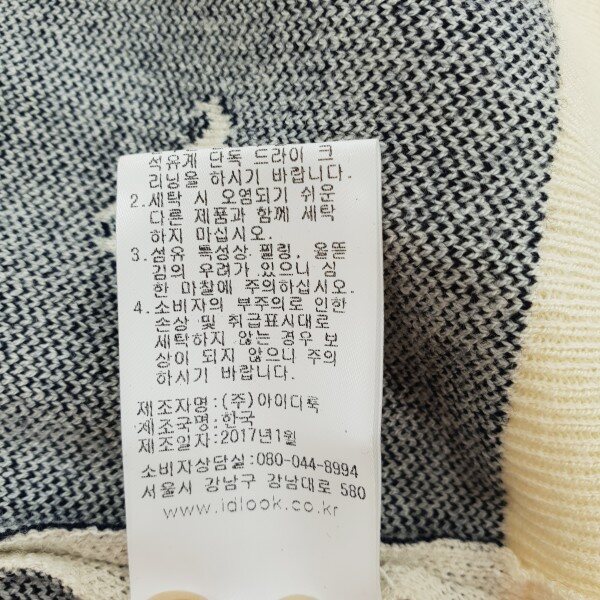 석유계 단독 드라이 크
리닝을 하시기 바랍니다.
2.세탁 시 오염되기 쉬운
다른 제품과 함께 세탁
하지 마십시오.
3.섬유 특성상 필링, 올뜯
김의 우려가 있으니 심
한 마찰에 주의하십시오.
4.소비자의 부주의로 인한
손상 및 취급표시대로
세탁하지 않는 경우 보
상이 되지 않으니 주의
하시기 바랍니다.
제조자명:(주)아이디룩
제조국명:한국
제조일자:2017년1월
소비자상담실:080-044-8994
서울시 강남구 강남대로 580
www.idlook.co.kr